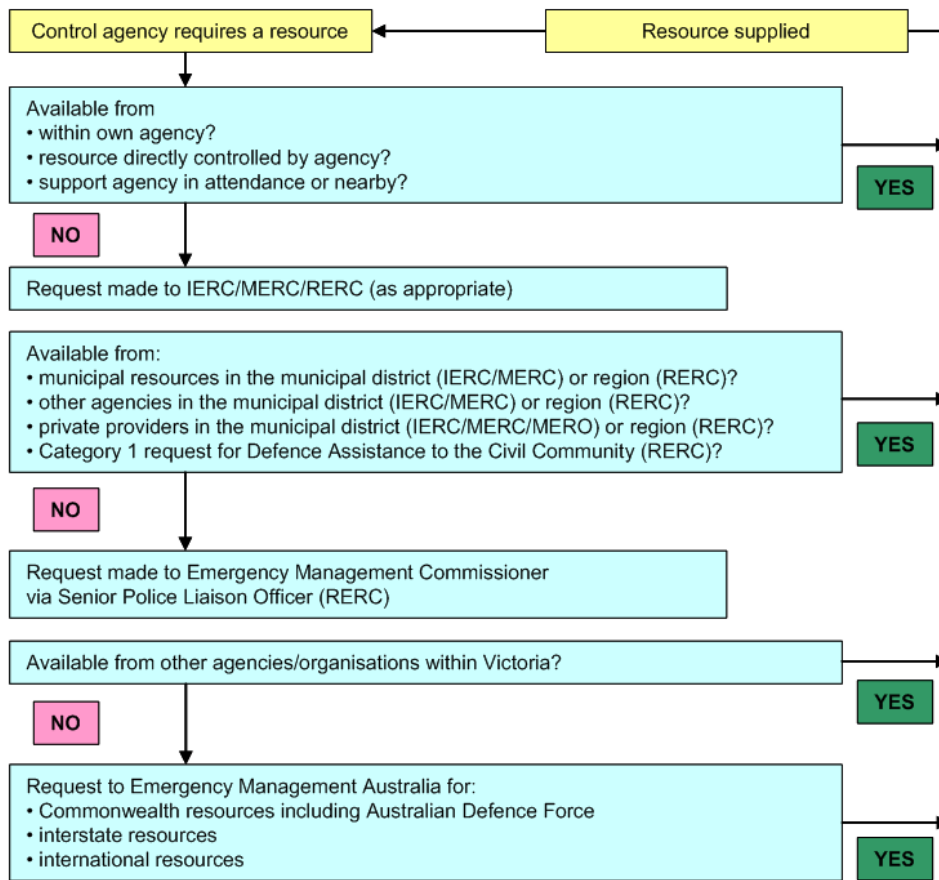 Control agency requires a resource
Resource supplied
Available from
• within own agency?
• resource directly controlled by agency?
• support agency in attendance or nearby?
YES
NO
Request made to IERC/MERC/RERC (as appropriate)
Available from:
• municipal resources in the municipal district (IERC/MERC) or region (RERC)?
• other agencies in the municipal district (IERC/MERC) or region (RERC)?
• private providers in the municipal district (IERC/MERC/MERO) or region (RERC)?
• Category 1 request for Defence Assistance to the Civil Community (RERC)?
YES
NO
Request made to Emergency Management Commissioner
via Senior Police Liaison Officer (RERC)
Available from other agencies/organisations within Victoria?
YES
NO
Request to Emergency Management Australia for:
• Commonwealth resources including Australian Defence Force
• interstate resources
• international resources
YES